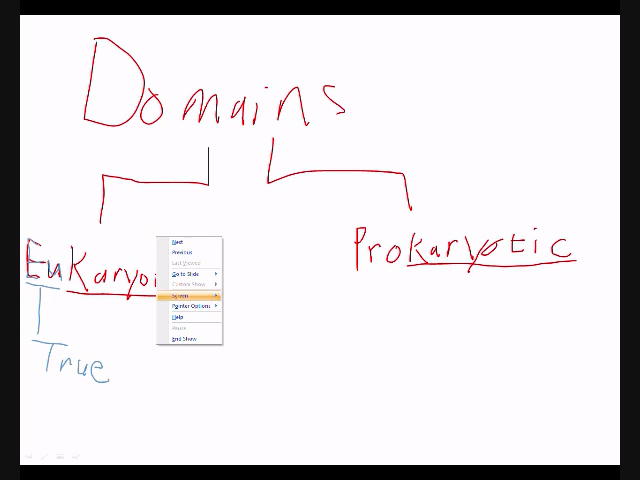 Domains
Prokaryotic
Eukaryo
True
Next
Previous
Last Viewed
Go to Slide
Custom Show
Screen
Pointer Options
Help
Pause
End Show